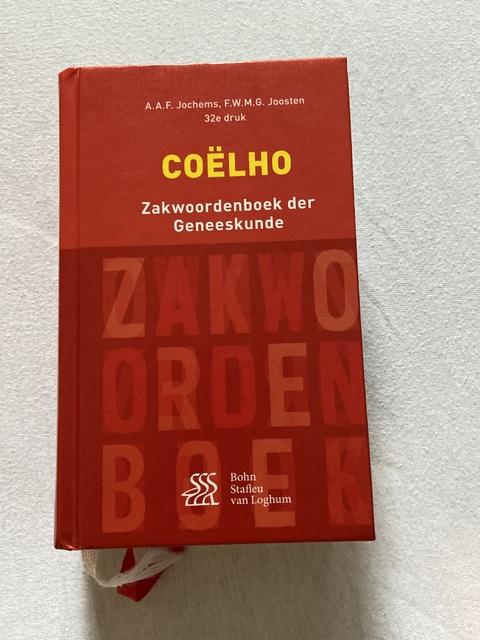 A.A.F. Jochems, F.W.M.G. Joosten
32e druk
COËLHO
Zakwoordenboek der
Geneeskunde
ZAKWO
ORDEN
BOEK
Bohn
Stafleu
van Loghum